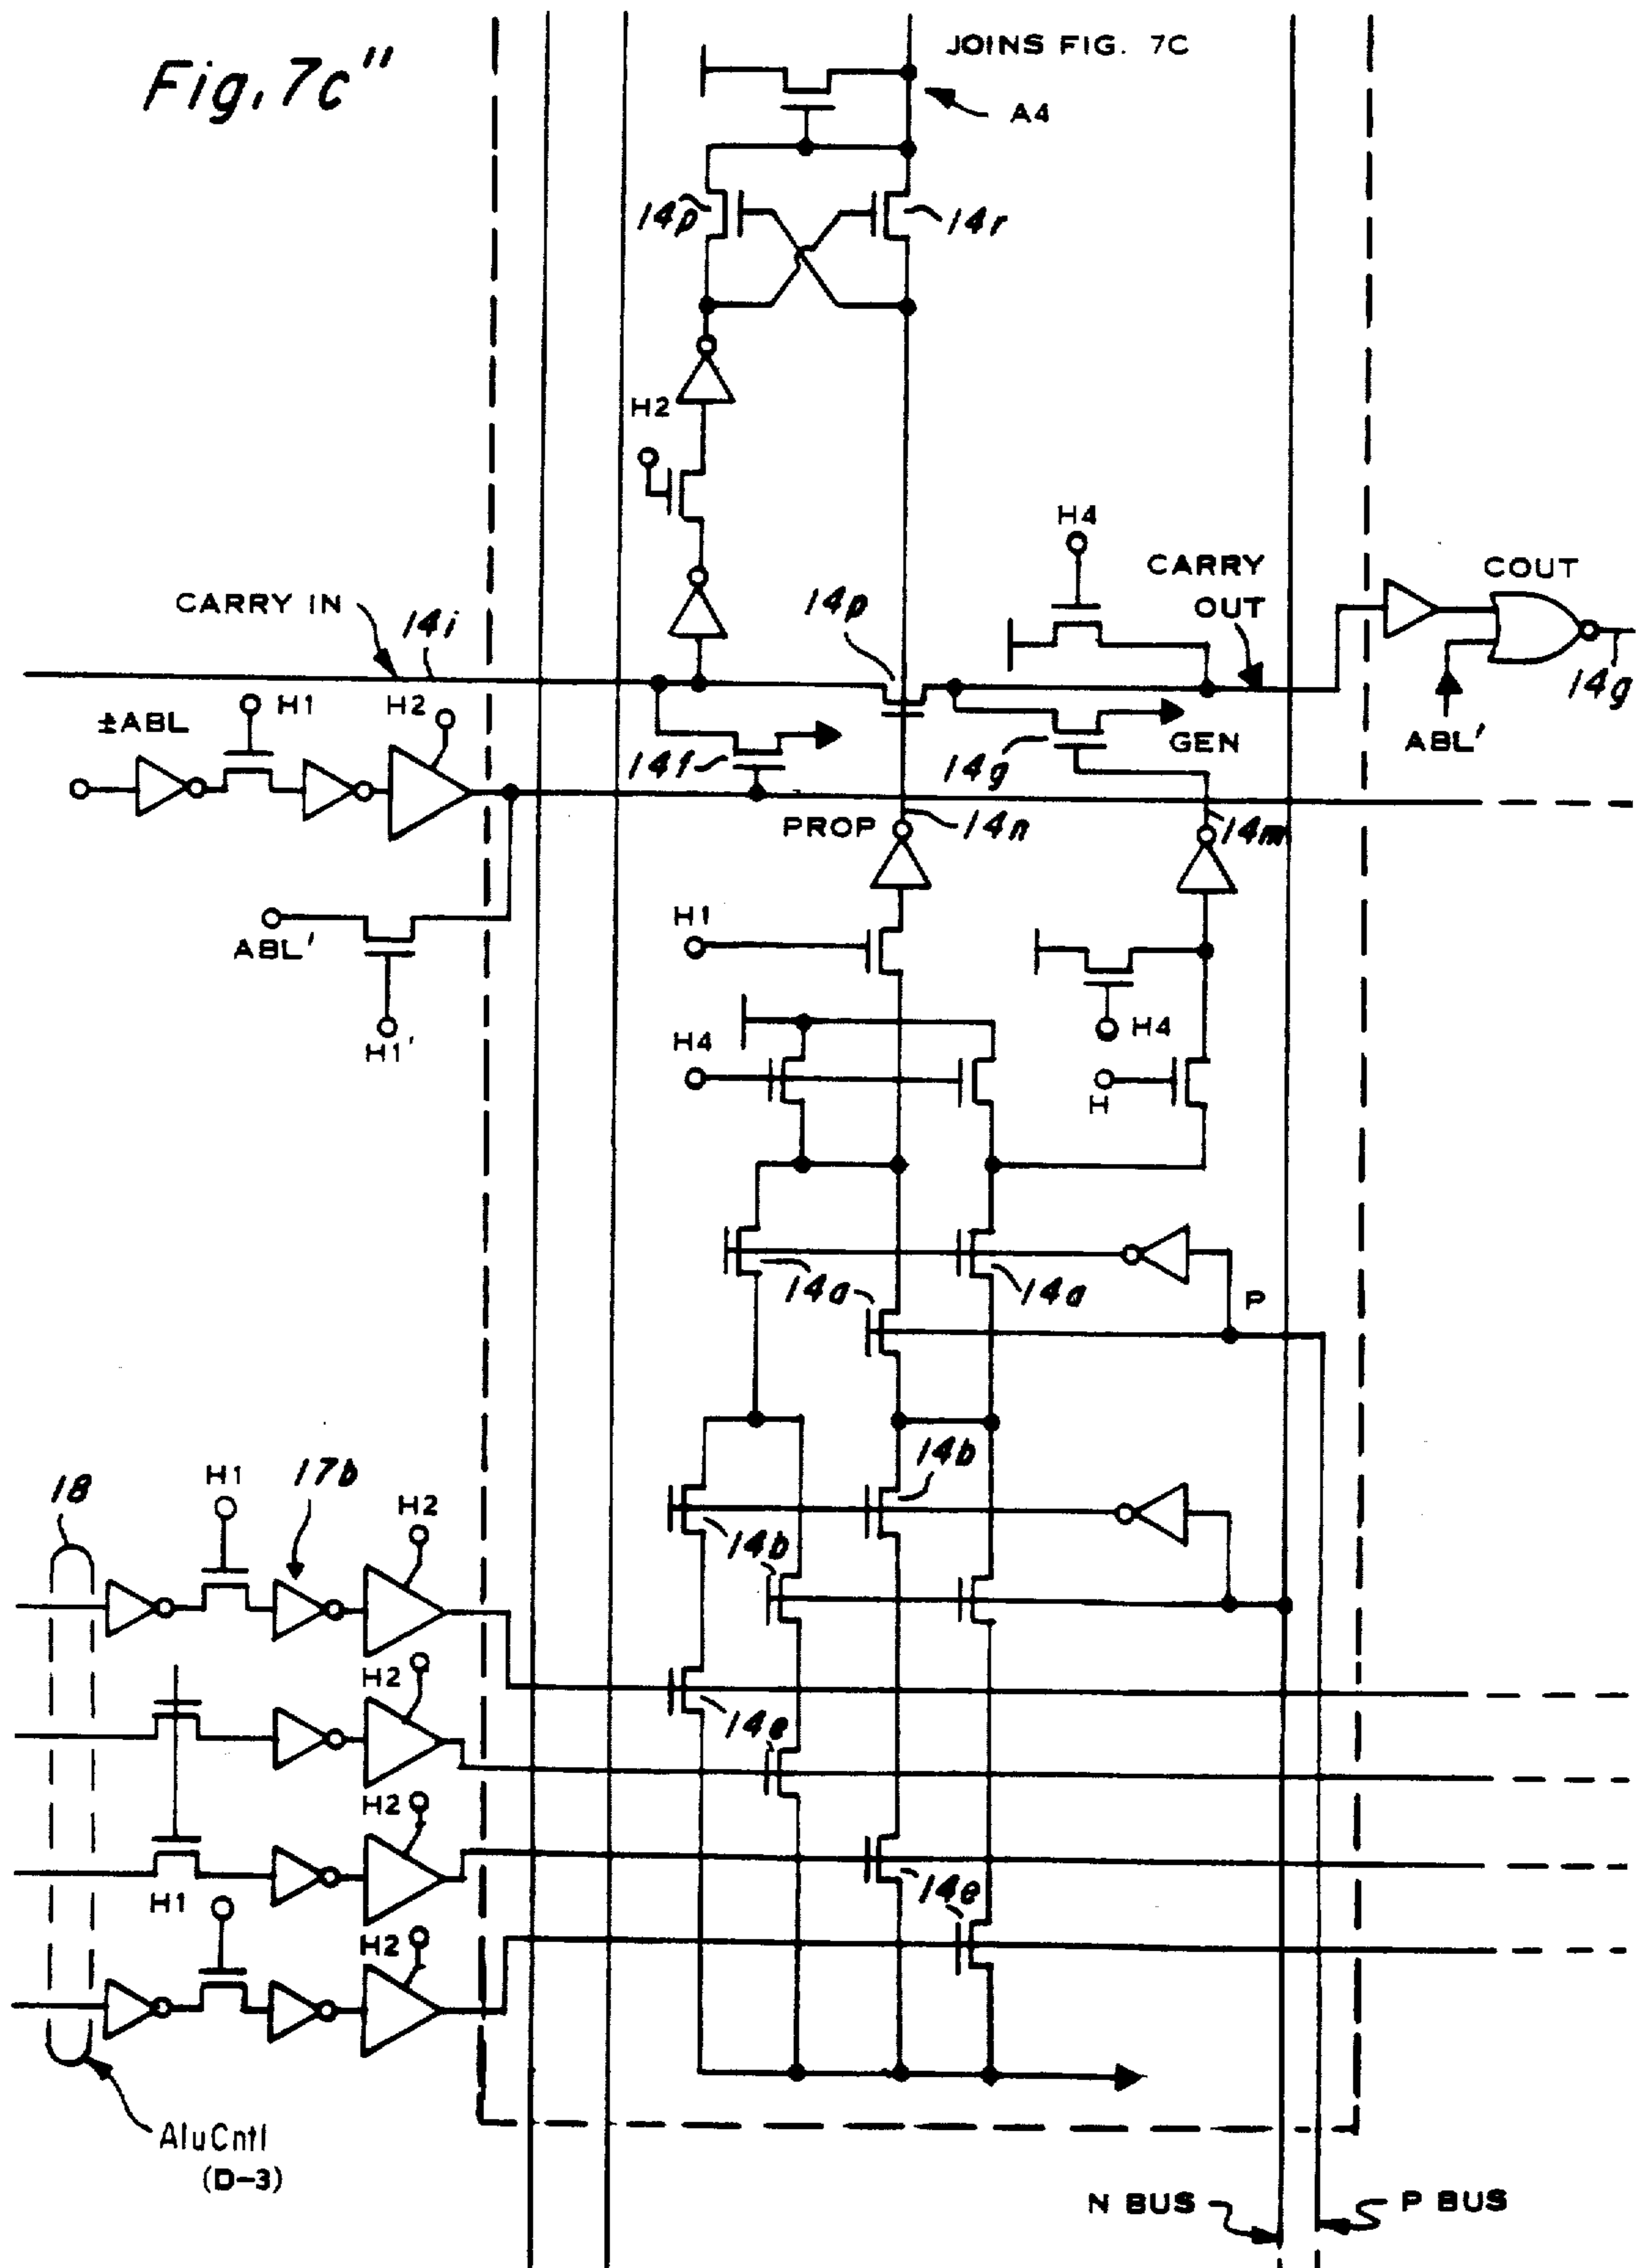 Fig. 7c"
JOINS FIG. 7C
A4
14p
14r
H2
H4
CARRY IN
14i
14p
CARRY
OUT
COUT
±ABL
H1
H2
14f
14g
GEN
ABL'
14g
PROP
14n
14m
ABL'
H1'
H1
H4
H4
H
14a
14a
P
18
H1
17b
H2
14b
14b
H2
14e
H2
H1
14e
H2
AluCntl
(D-3)
N BUS
P BUS